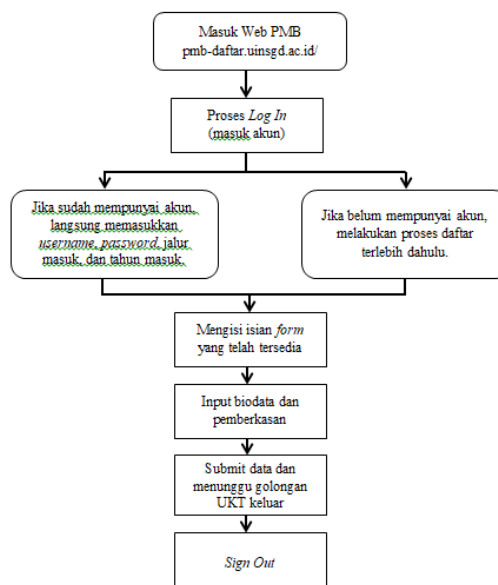 Masuk Web PMB
pmb-daftar.uinsgd.ac.id/
Proses Log In
(masuk akun)
Jika sudah mempunyai akun,
langsung memasukkan
username, password, jalur
masuk, dan tahun masuk.
Jika belum mempunyai akun,
melakukan proses daftar
terlebih dahulu.
Mengisi isian form
yang telah tersedia
Input biodata dan
pemberkasan
Submit data dan
menunggu golongan
UKT keluar
Sign Out